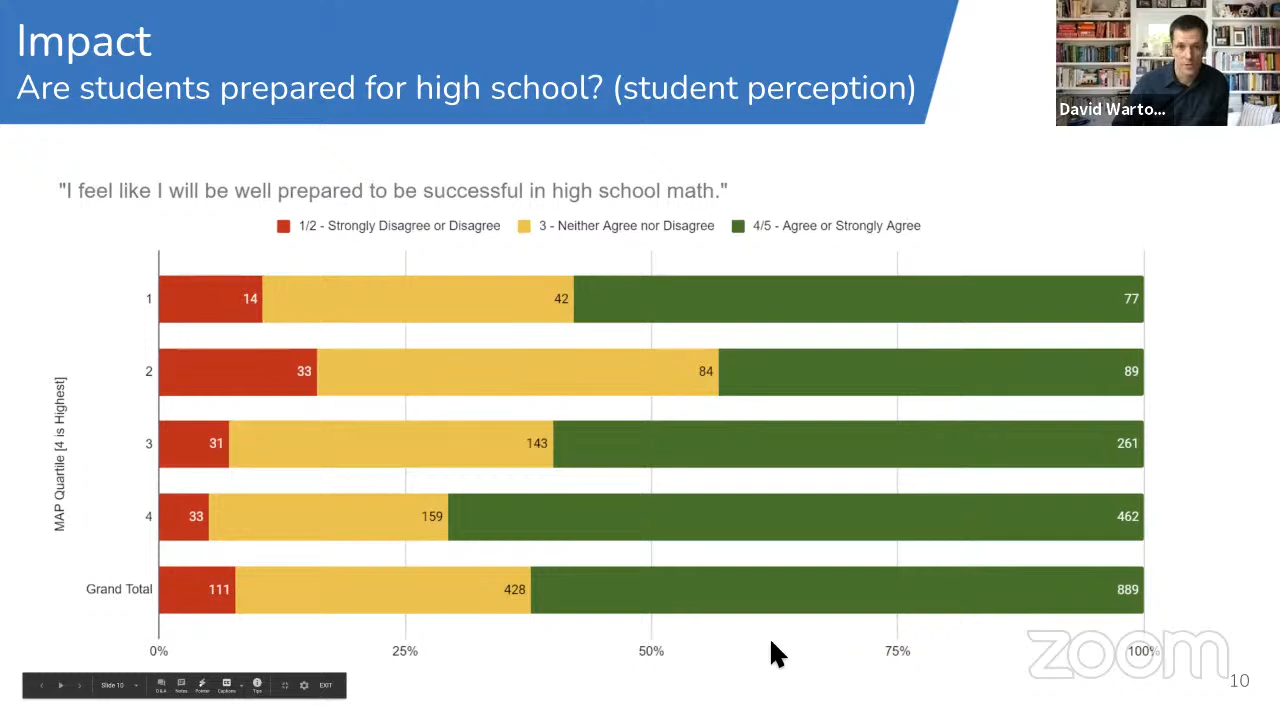 Impact
Are students prepared for high school? (student perception)
David Warto...
"I feel like I will be well prepared to be successful in high school math."
1/2 - Strongly Disagree or Disagree
3 - Neither Agree nor Disagree
4/5 - Agree or Strongly Agree
MAP Quartile [4 is Highest]
1 14 42 77
2 33 84 89
3 31 143 261
4 33 159 462
Grand Total 111 428 889
0% 25% 50% 75% 100%
zoom
10
Slide 10
Q&A Notes Pointer Captions Tips EXIT